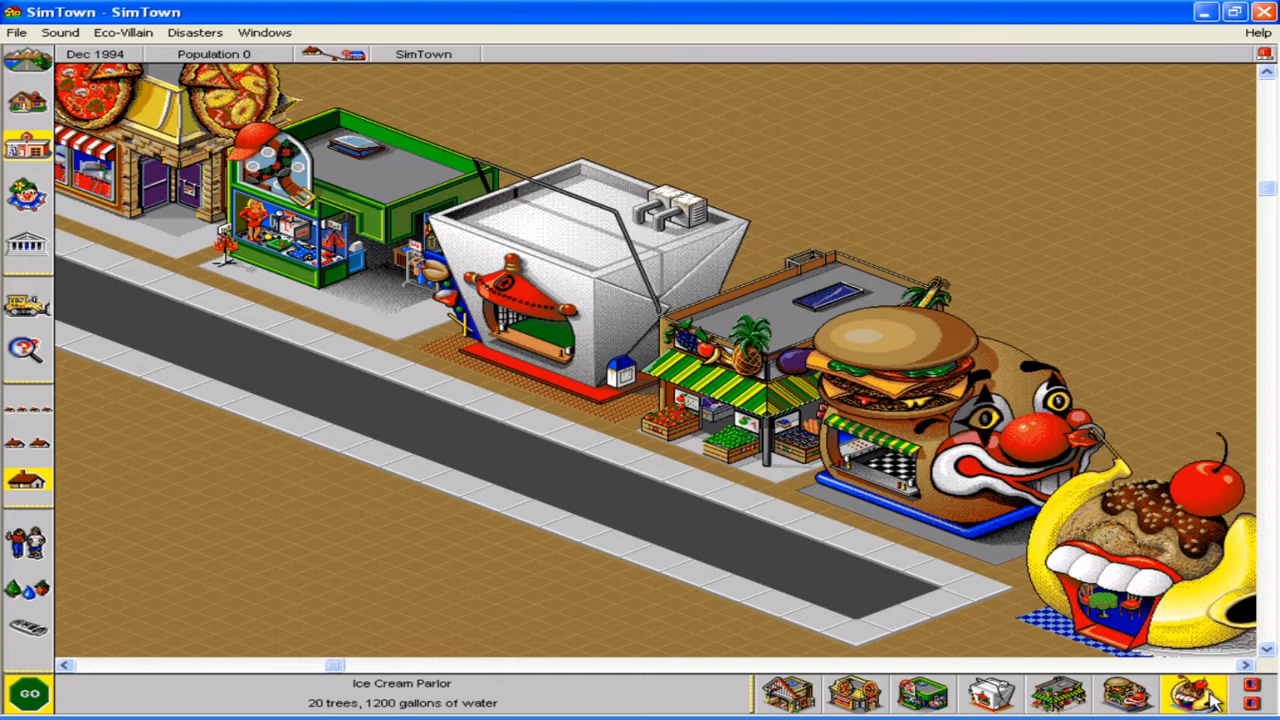 SimTown - SimTown
File Sound Eco-Villain Disasters Windows Help
Dec 1994 Population 0 SimTown
GO
Ice Cream Parlor
20 trees, 1200 gallons of water